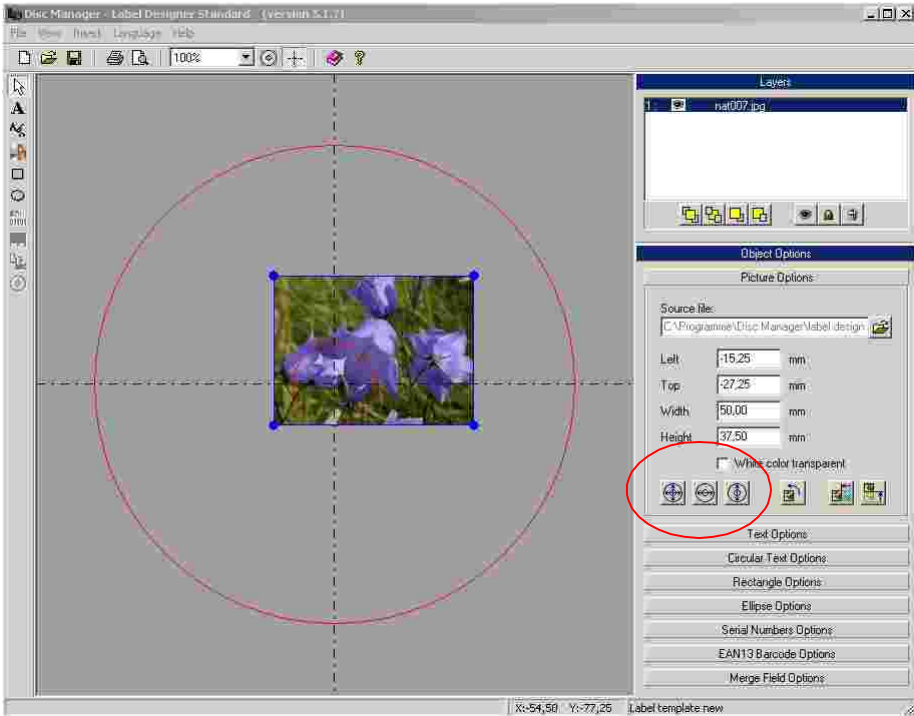 Disc Manager - Label Designer Standard (version 5.1.7)
File View Insert Language Help
100%
A
Layers
1 nat007.jpg
Object Options
Picture Options
Source file:
C:\Programme\Disc Manager\label design
Left -15,25 mm
Top -27,25 mm
Width 50,00 mm
Height 37,50 mm
White color transparent
Text Options
Circular Text Options
Rectangle Options
Ellipse Options
Serial Numbers Options
EAN13 Barcode Options
Merge Field Options
X:-54,50 Y:-77,25 Label template new